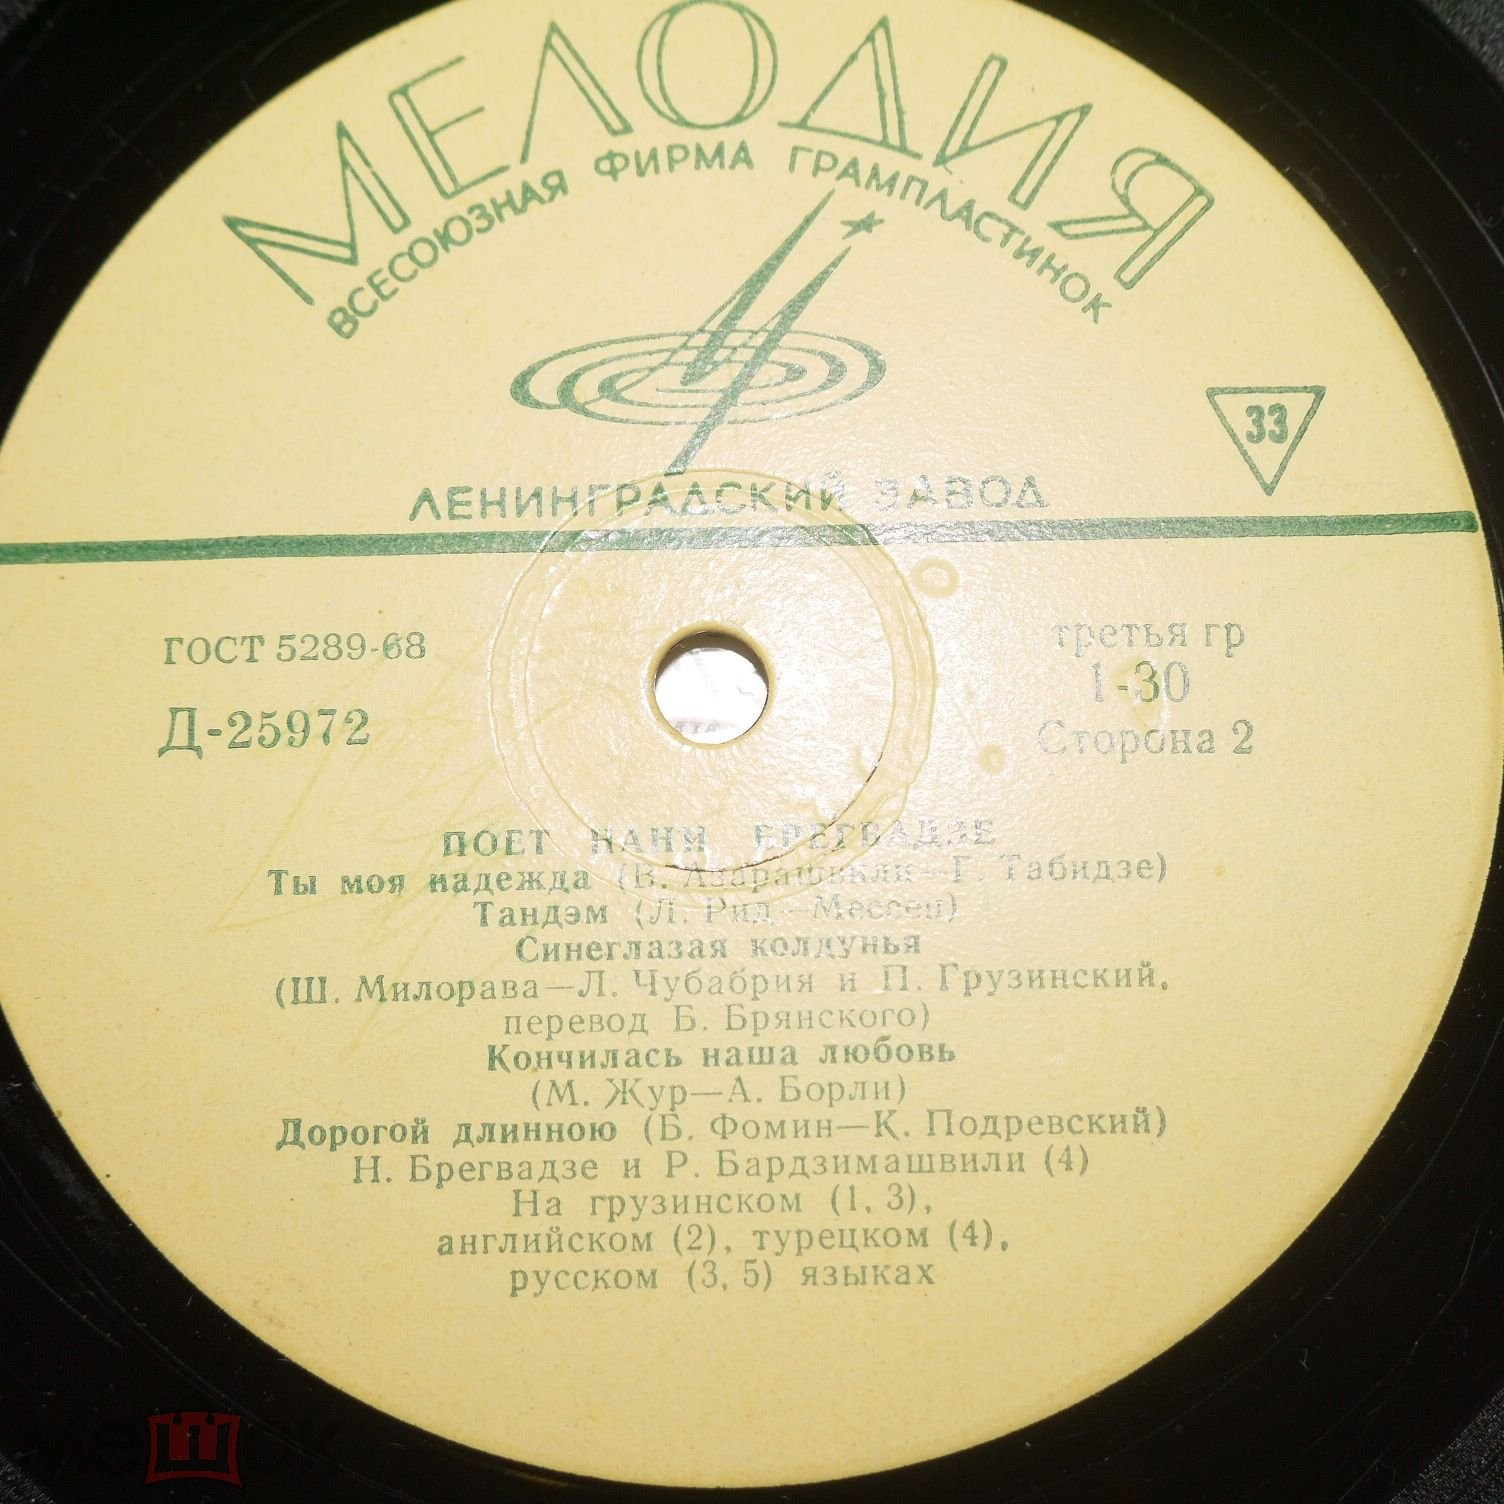 МЕЛОДИЯ
ВСЕСОЮЗНАЯ ФИРМА ГРАМПЛАСТИНОК
33
ЛЕНИНГРАДСКИЙ ЗАВОД
ГОСТ 5289-68
третья гр
1-30
Д-25972
Сторона 2
ПОЕТ НАНИ БРЕГВАДЗЕ
Ты моя надежда (В. Азарашвили—Г. Табидзе)
Тандэм (Л. Рид—Мессен)
Синеглазая колдунья
(Ш. Милорава—Л. Чубабрия и П. Грузинский,
перевод Б. Брянского)
Кончилась наша любовь
(М. Жур—А. Борли)
Дорогой длинною (Б. Фомин—К. Подревский)
Н. Брегвадзе и Р. Бардзимашвили (4)
На грузинском (1, 3),
английском (2), турецком (4),
русском (3, 5) языках
мешок